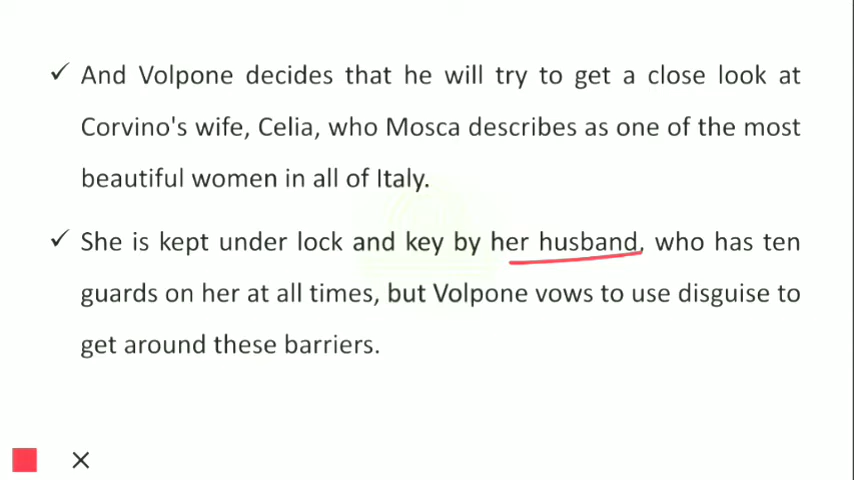 ✓ And Volpone decides that he will try to get a close look at
Corvino's wife, Celia, who Mosca describes as one of the most
beautiful women in all of Italy.
✓ She is kept under lock and key by her husband, who has ten
guards on her at all times, but Volpone vows to use disguise to
get around these barriers.